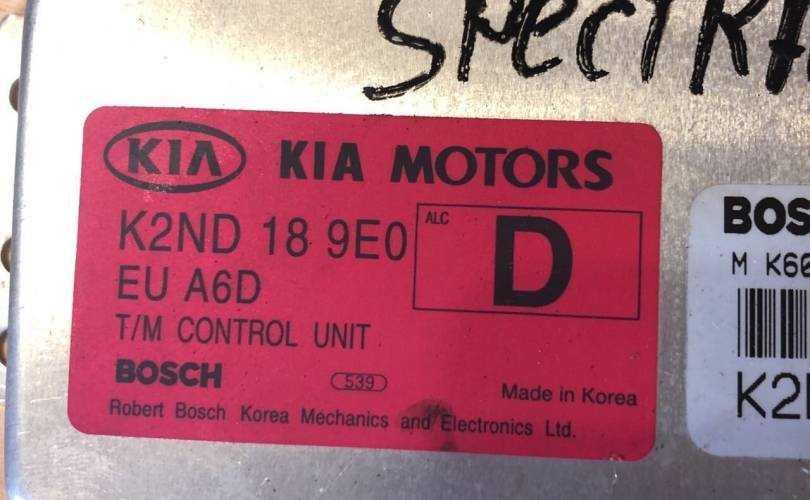 SPECTRA
KIA KIA MOTORS
K2ND 18 9E0
ALC
D
EU A6D
T/M CONTROL UNIT
BOSCH
539
Made in Korea
Robert Bosch Korea Mechanics and Electronics Ltd.
BOS
M K60
K2